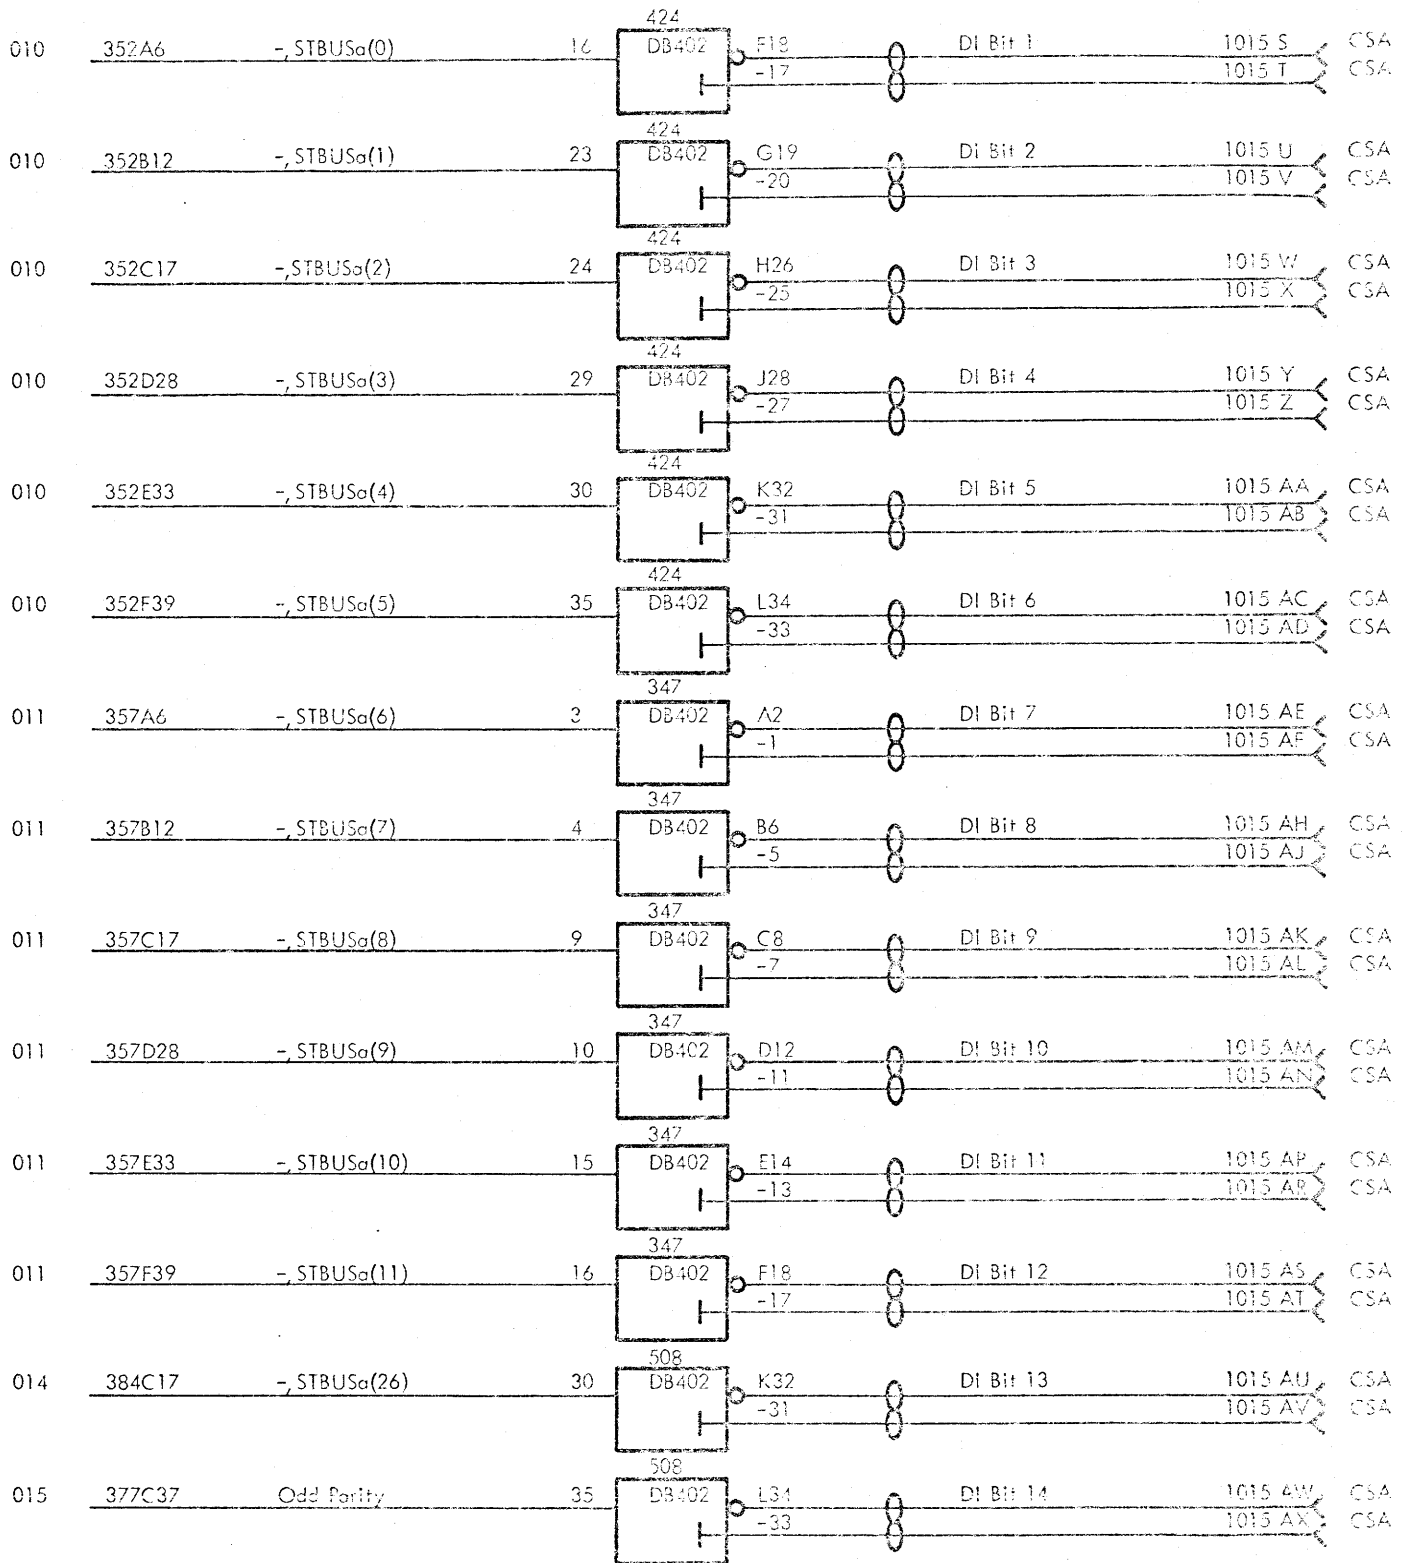 424
010 352A6 -, STBUSa(0) 16 DB402 F18 DI Bit 1 1015 S CSA
-17 1015 T CSA
424
010 352B12 -, STBUSa(1) 23 DB402 G19 DI Bit 2 1015 U CSA
-20 1015 V CSA
424
010 352C17 -,STBUSa(2) 24 DB402 H26 DI Bit 3 1015 W CSA
-25 1015 X CSA
424
010 352D28 -, STBUSa(3) 29 DB402 J28 DI Bit 4 1015 Y CSA
-27 1015 Z CSA
424
010 352E33 -, STBUSa(4) 30 DB402 K32 DI Bit 5 1015 AA CSA
-31 1015 AB CSA
424
010 352F39 -, STBUSa(5) 35 DB402 L34 DI Bit 6 1015 AC CSA
-33 1015 AD CSA
347
011 357A6 -, STBUSa(6) 3 DB402 A2 DI Bit 7 1015 AE CSA
-1 1015 AF CSA
347
011 357B12 -, STBUSa(7) 4 DB402 B6 DI Bit 8 1015 AH CSA
-5 1015 AJ CSA
347
011 357C17 -, STBUSa(8) 9 DB402 C8 DI Bit 9 1015 AK CSA
-7 1015 AL CSA
347
011 357D28 -, STBUSa(9) 10 DB402 D12 DI Bit 10 1015 AM CSA
-11 1015 AN CSA
347
011 357E33 -, STBUSa(10) 15 DB402 E14 DI Bit 11 1015 AP CSA
-13 1015 AR CSA
347
011 357F39 -, STBUSa(11) 16 DB402 F18 DI Bit 12 1015 AS CSA
-17 1015 AT CSA
508
014 384C17 -, STBUSa(26) 30 DB402 K32 DI Bit 13 1015 AU CSA
-31 1015 AV CSA
508
015 377C37 Odd Parity 35 DB402 L34 DI Bit 14 1015 AW CSA
-33 1015 AX CSA